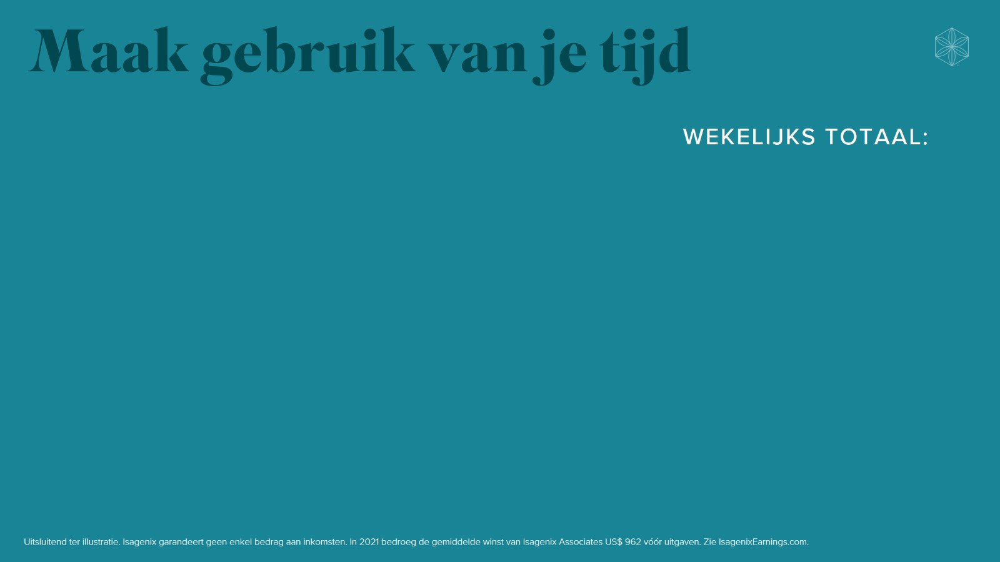 Maak gebruik van je tijd
WEKELIJKS TOTAAL:
Uitsluitend ter illustratie. Isagenix garandeert geen enkel bedrag aan inkomsten. In 2021 bedroeg de gemiddelde winst van Isagenix Associates US$ 962 vóór uitgaven. Zie IsagenixEarnings.com.